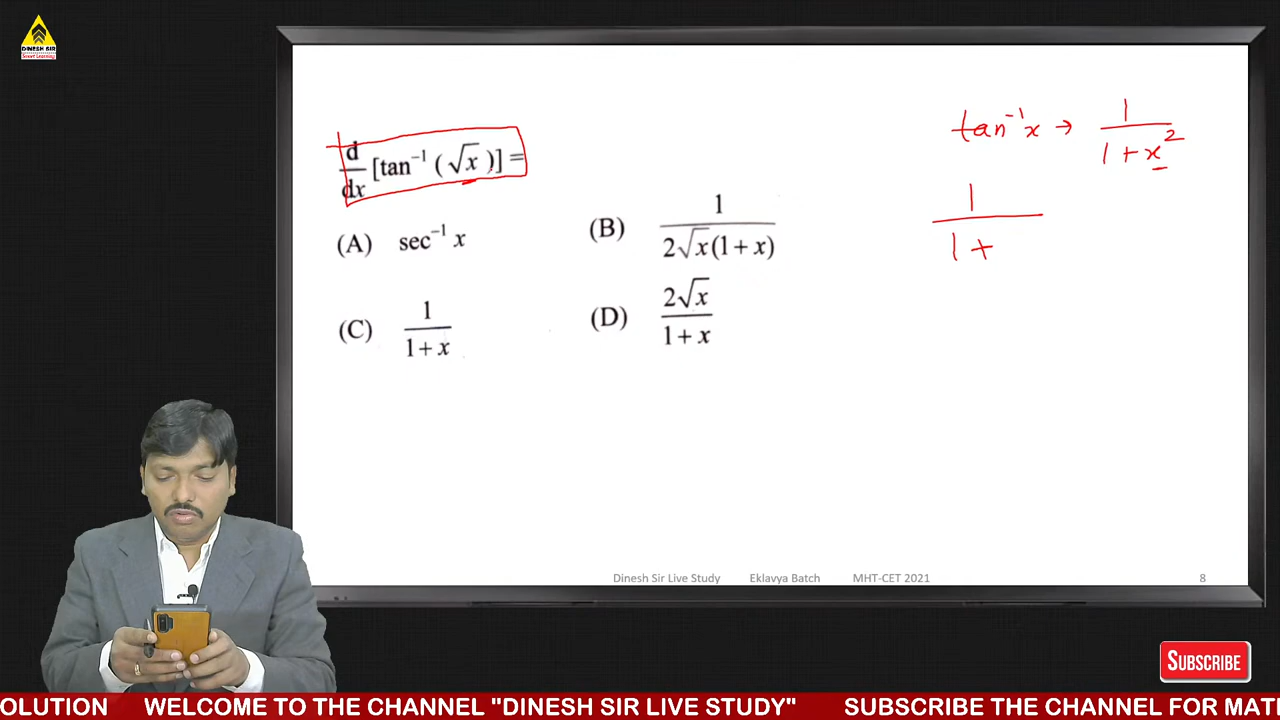 DINESH SIR
Smart Learning
d/dx [tan⁻¹ (√x)] =
(A) sec⁻¹ x
(B) 1/(2√x(1 + x))
(C) 1/(1 + x)
(D) 2√x/(1 + x)
tan⁻¹x → 1/(1 + x²)
1/(1 +
Dinesh Sir Live Study Eklavya Batch MHT-CET 2021 8
SUBSCRIBE
OLUTION WELCOME TO THE CHANNEL "DINESH SIR LIVE STUDY" SUBSCRIBE THE CHANNEL FOR MAT